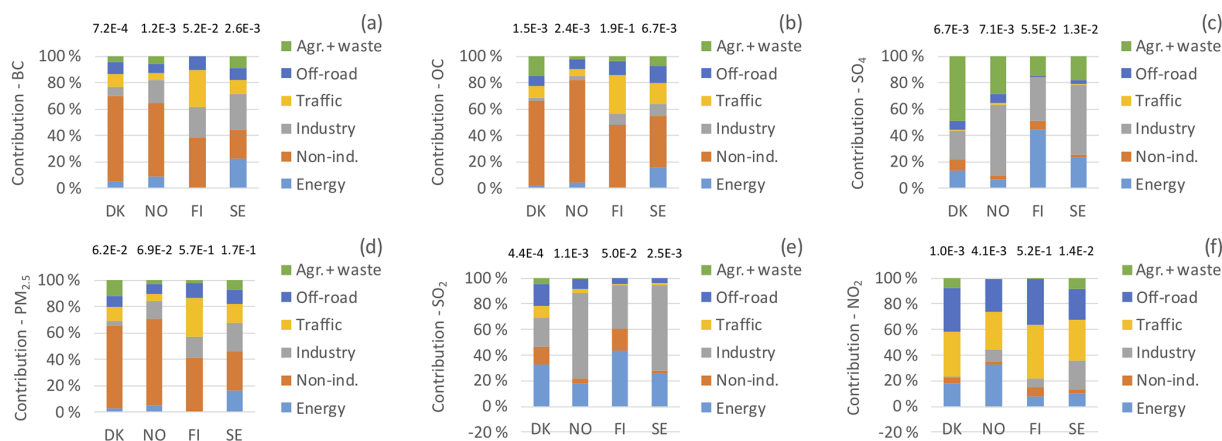 (a)
7.2E-4 1.2E-3 5.2E-2 2.6E-3
Contribution - BC
100 %
80 %
60 %
40 %
20 %
0 %
DK NO FI SE
Agr.+waste
Off-road
Traffic
Industry
Non-ind.
Energy
(b)
1.5E-3 2.4E-3 1.9E-1 6.7E-3
Contribution - OC
100 %
80 %
60 %
40 %
20 %
0 %
DK NO FI SE
Agr.+waste
Off-road
Traffic
Industry
Non-ind.
Energy
(c)
6.7E-3 7.1E-3 5.5E-2 1.3E-2
Contribution - SO4
100 %
80 %
60 %
40 %
20 %
0 %
DK NO FI SE
Agr.+waste
Off-road
Traffic
Industry
Non-ind.
Energy
(d)
6.2E-2 6.9E-2 5.7E-1 1.7E-1
Contribution - PM2.5
100 %
80 %
60 %
40 %
20 %
0 %
DK NO FI SE
Agr.+waste
Off-road
Traffic
Industry
Non-ind.
Energy
(e)
4.4E-4 1.1E-3 5.0E-2 2.5E-3
Contribution - SO2
100 %
80 %
60 %
40 %
20 %
0 %
-20 %
DK NO FI SE
Agr.+waste
Off-road
Traffic
Industry
Non-ind.
Energy
(f)
1.0E-3 4.1E-3 5.2E-1 1.4E-2
Contribution - NO2
100 %
80 %
60 %
40 %
20 %
0 %
-20 %
DK NO FI SE
Agr.+waste
Off-road
Traffic
Industry
Non-ind.
Energy